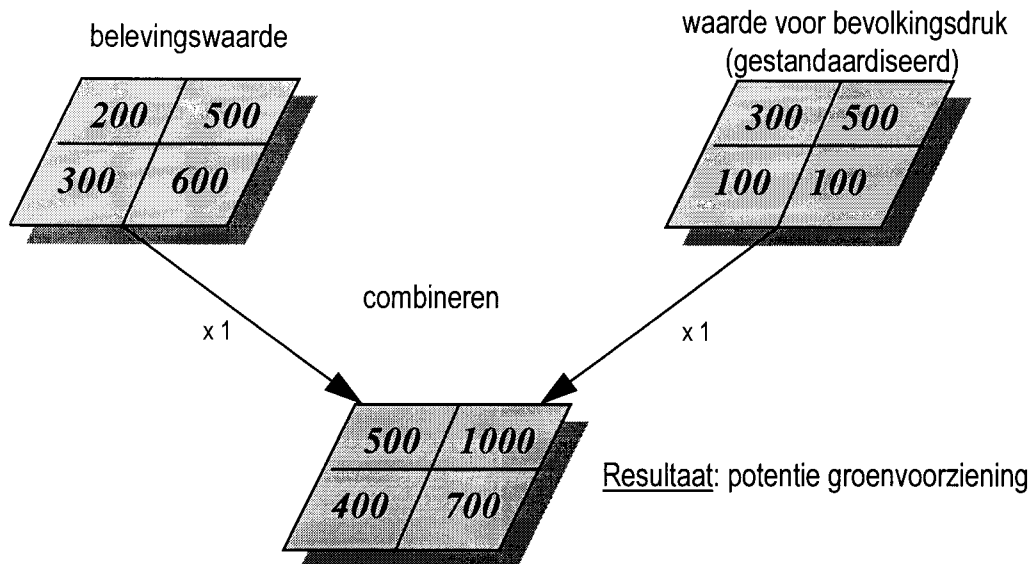 belevingswaarde
200 500
300 600
waarde voor bevolkingsdruk
(gestandaardiseerd)
300 500
100 100
combineren
x 1
x 1
500 1000
400 700
Resultaat: potentie groenvoorziening